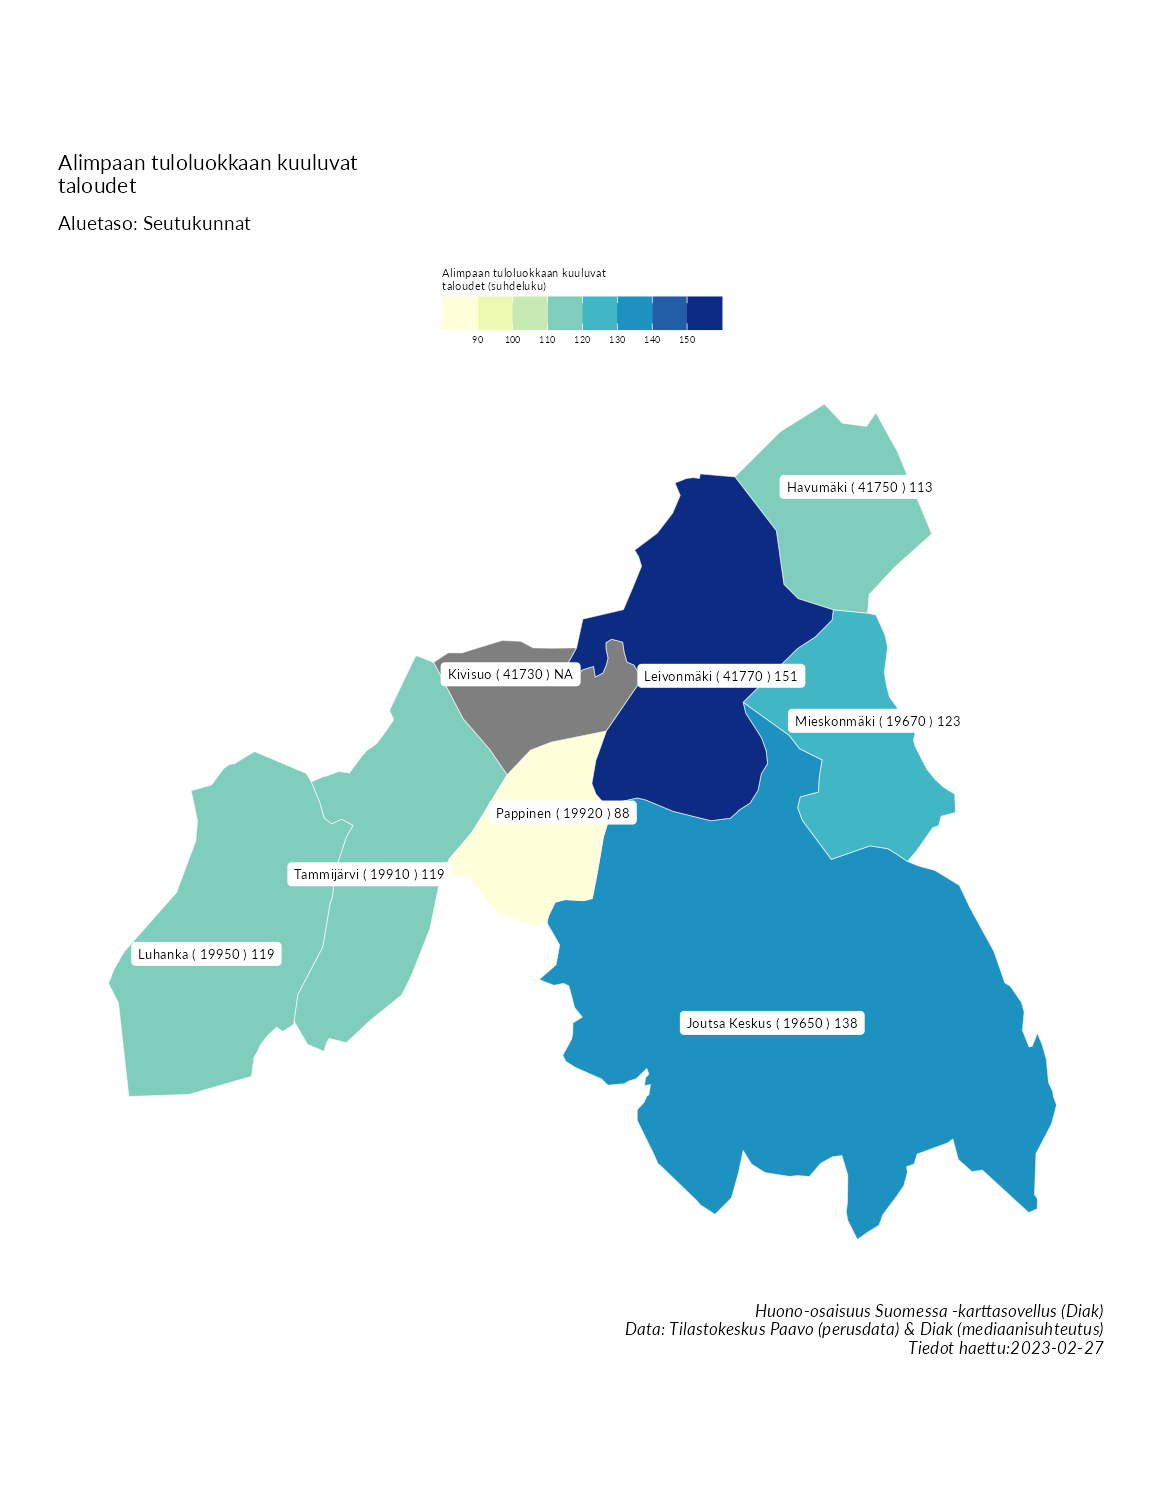 Alimpaan tuloluokkaan kuuluvat
taloudet
Aluetaso: Seutukunnat
Alimpaan tuloluokkaan kuuluvat
taloudet (suhdeluku)
90 100 110 120 130 140 150
Havumäki ( 41750 ) 113
Kivisuo ( 41730 ) NA
Leivonmäki ( 41770 ) 151
Mieskonmäki ( 19670 ) 123
Pappinen ( 19920 ) 88
Tammijärvi ( 19910 ) 119
Luhanka ( 19950 ) 119
Joutsa Keskus ( 19650 ) 138
Huono-osaisuus Suomessa -karttasovellus (Diak)
Data: Tilastokeskus Paavo (perusdata) & Diak (mediaanisuhteutus)
Tiedot haettu:2023-02-27